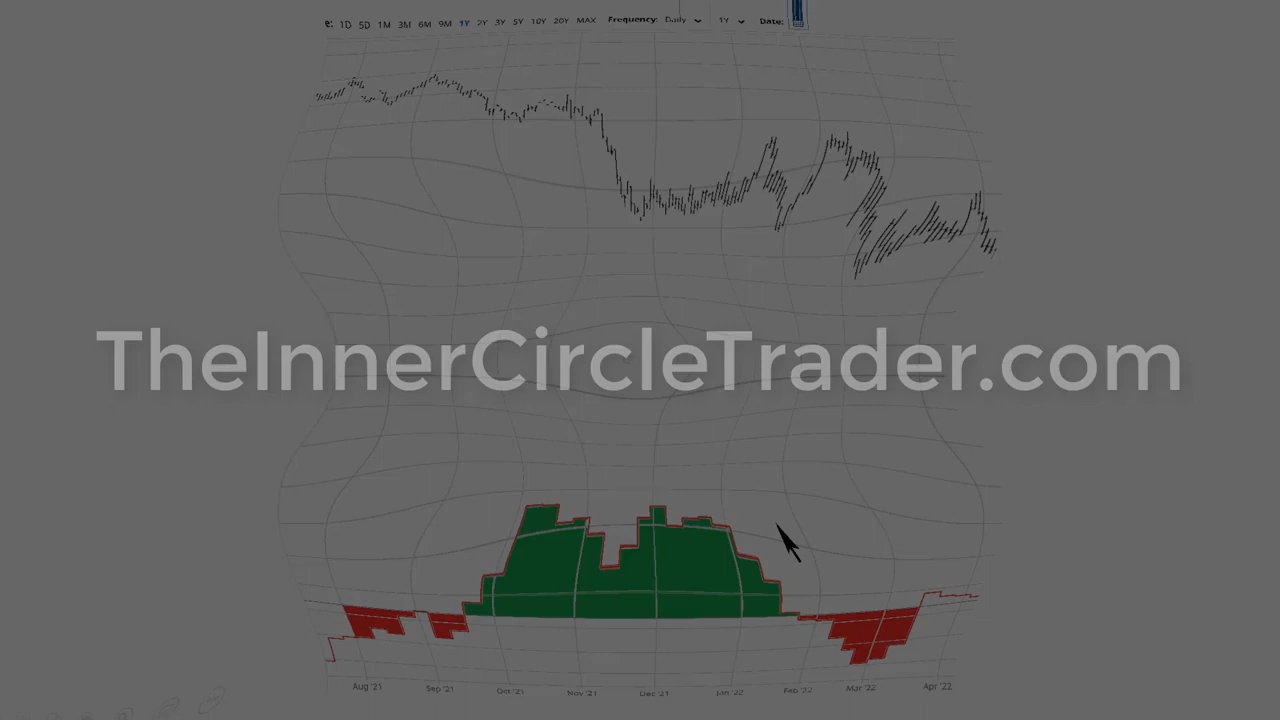 e: 1D 5D 1M 3M 6M 9M 1Y 2Y 3Y 5Y 10Y 20Y MAX Frequency: Daily 1Y Date:
TheInnerCircleTrader.com
Aug '21 Sep '21 Oct '21 Nov '21 Dec '21 Jan '22 Feb '22 Mar '22 Apr '22